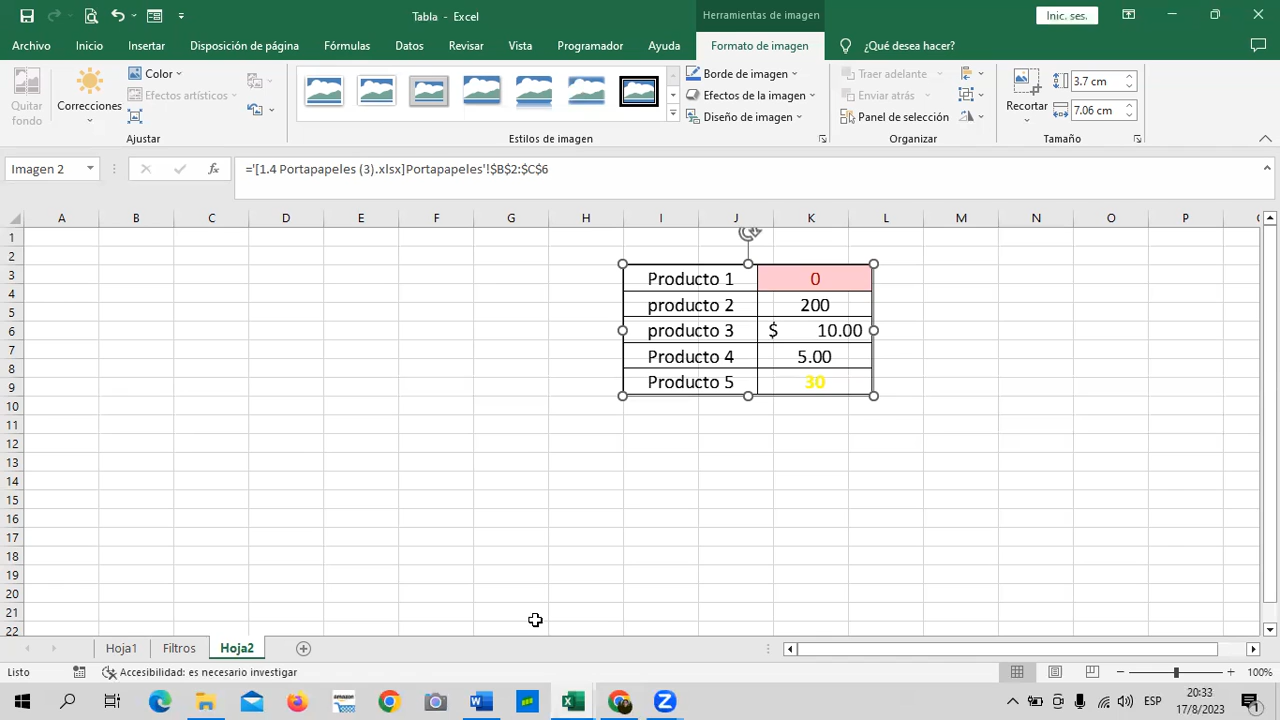 Tabla - Excel
Herramientas de imagen
Inic. ses.
Archivo Inicio Insertar Disposición de página Fórmulas Datos Revisar Vista Programador Ayuda Formato de imagen ¿Qué desea hacer?
Quitar fondo
Correcciones
Color
Efectos artísticos
Ajustar
Estilos de imagen
Borde de imagen
Efectos de la imagen
Diseño de imagen
Traer adelante
Enviar atrás
Panel de selección
Organizar
Recortar
3.7 cm
7.06 cm
Tamaño
Imagen 2
fx
='[1.4 Portapapeles (3).xlsx]Portapapeles'!$B$2:$C$6
A B C D E F G H I J K L M N O P
1
2
3
4
5
6
7
8
9
10
11
12
13
14
15
16
17
18
19
20
21
22
Producto 1 0
producto 2 200
producto 3 $ 10.00
Producto 4 5.00
Producto 5 30
Hoja1 Filtros Hoja2
Listo
Accesibilidad: es necesario investigar
100%
ESP
20:33
17/8/2023